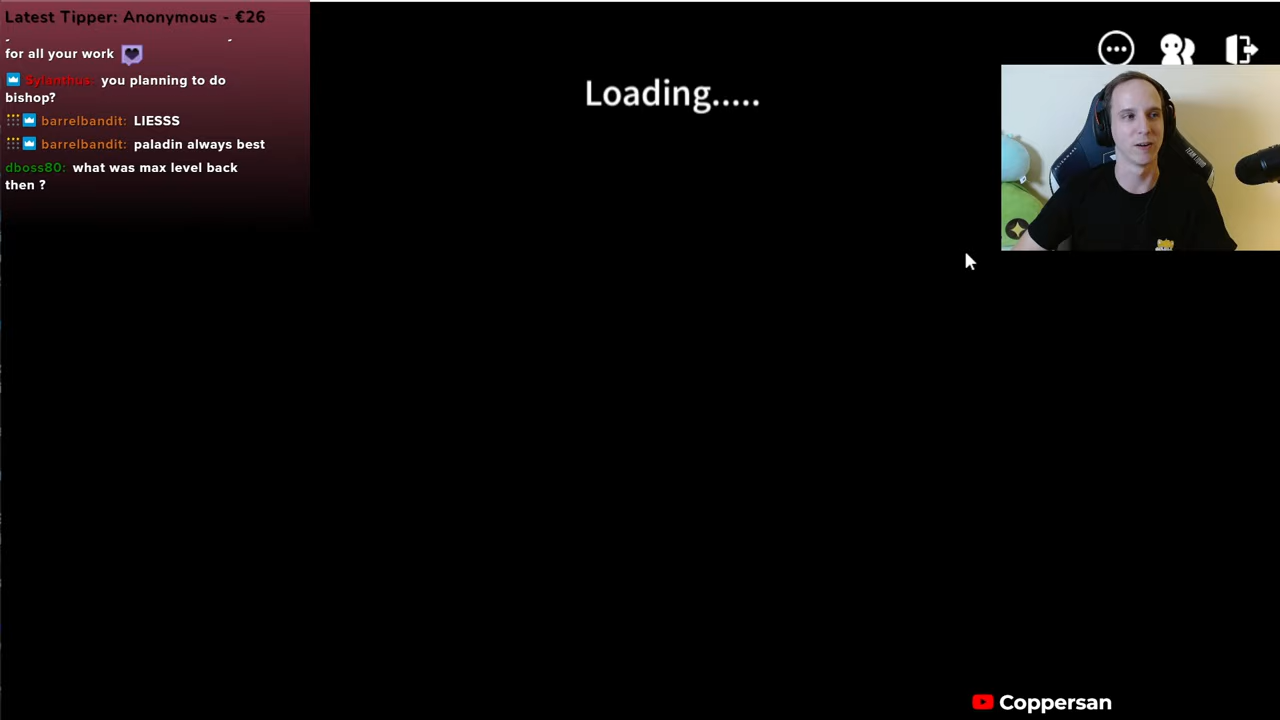 Latest Tipper: Anonymous - €26
for all your work
Sylanthus: you planning to do
bishop?
barrelbandit: LIESSS
barrelbandit: paladin always best
dboss80: what was max level back
then ?
Loading.....
Coppersan